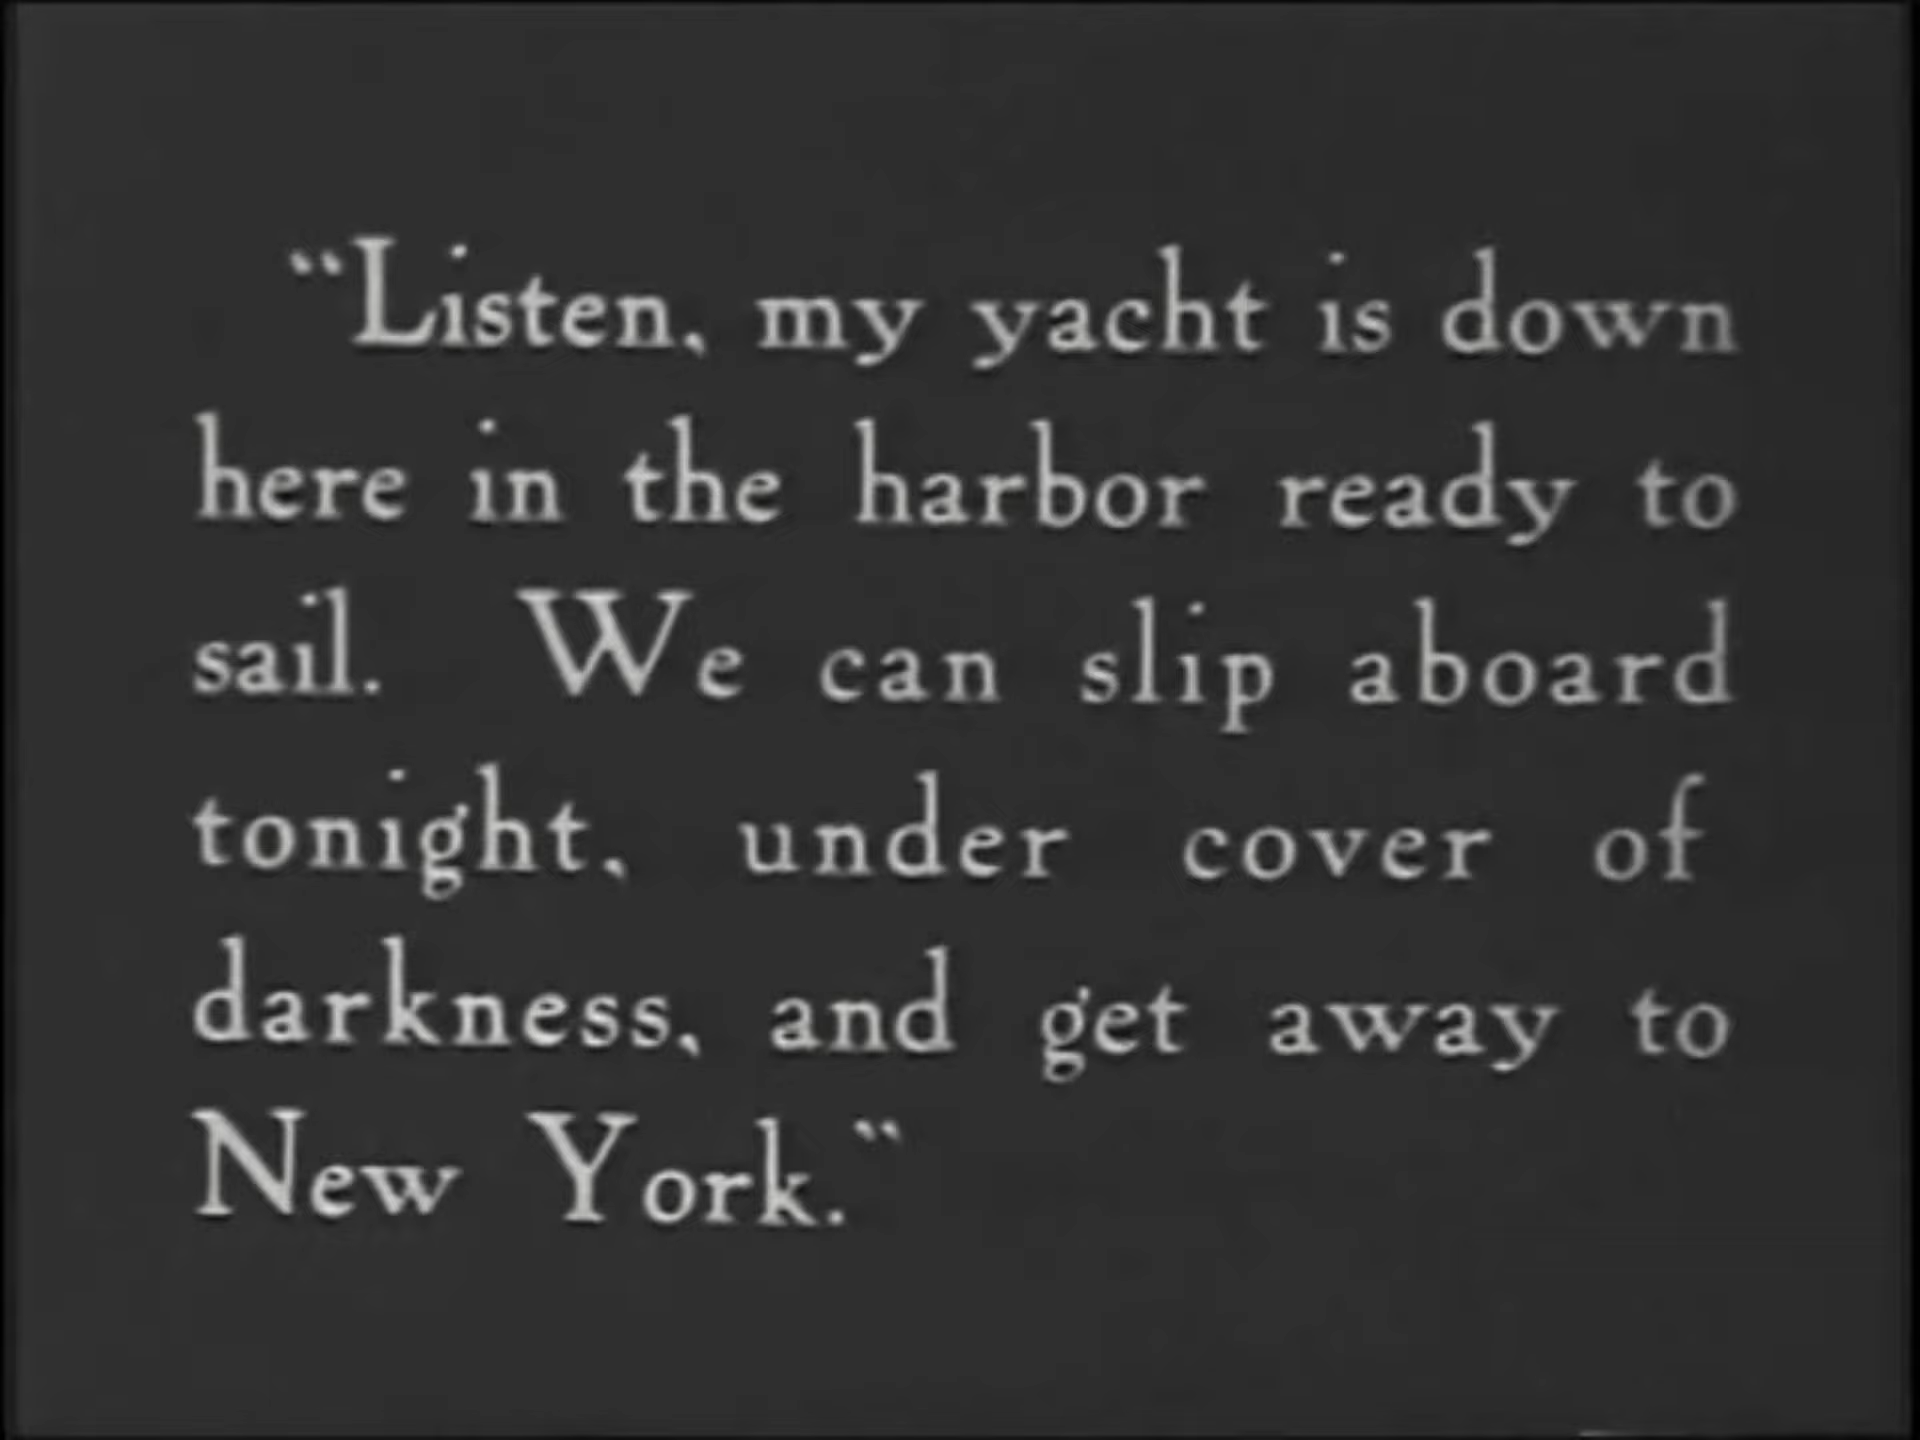 “Listen, my yacht is down
here in the harbor ready to
sail. We can slip aboard
tonight, under cover of
darkness, and get away to
New York.”